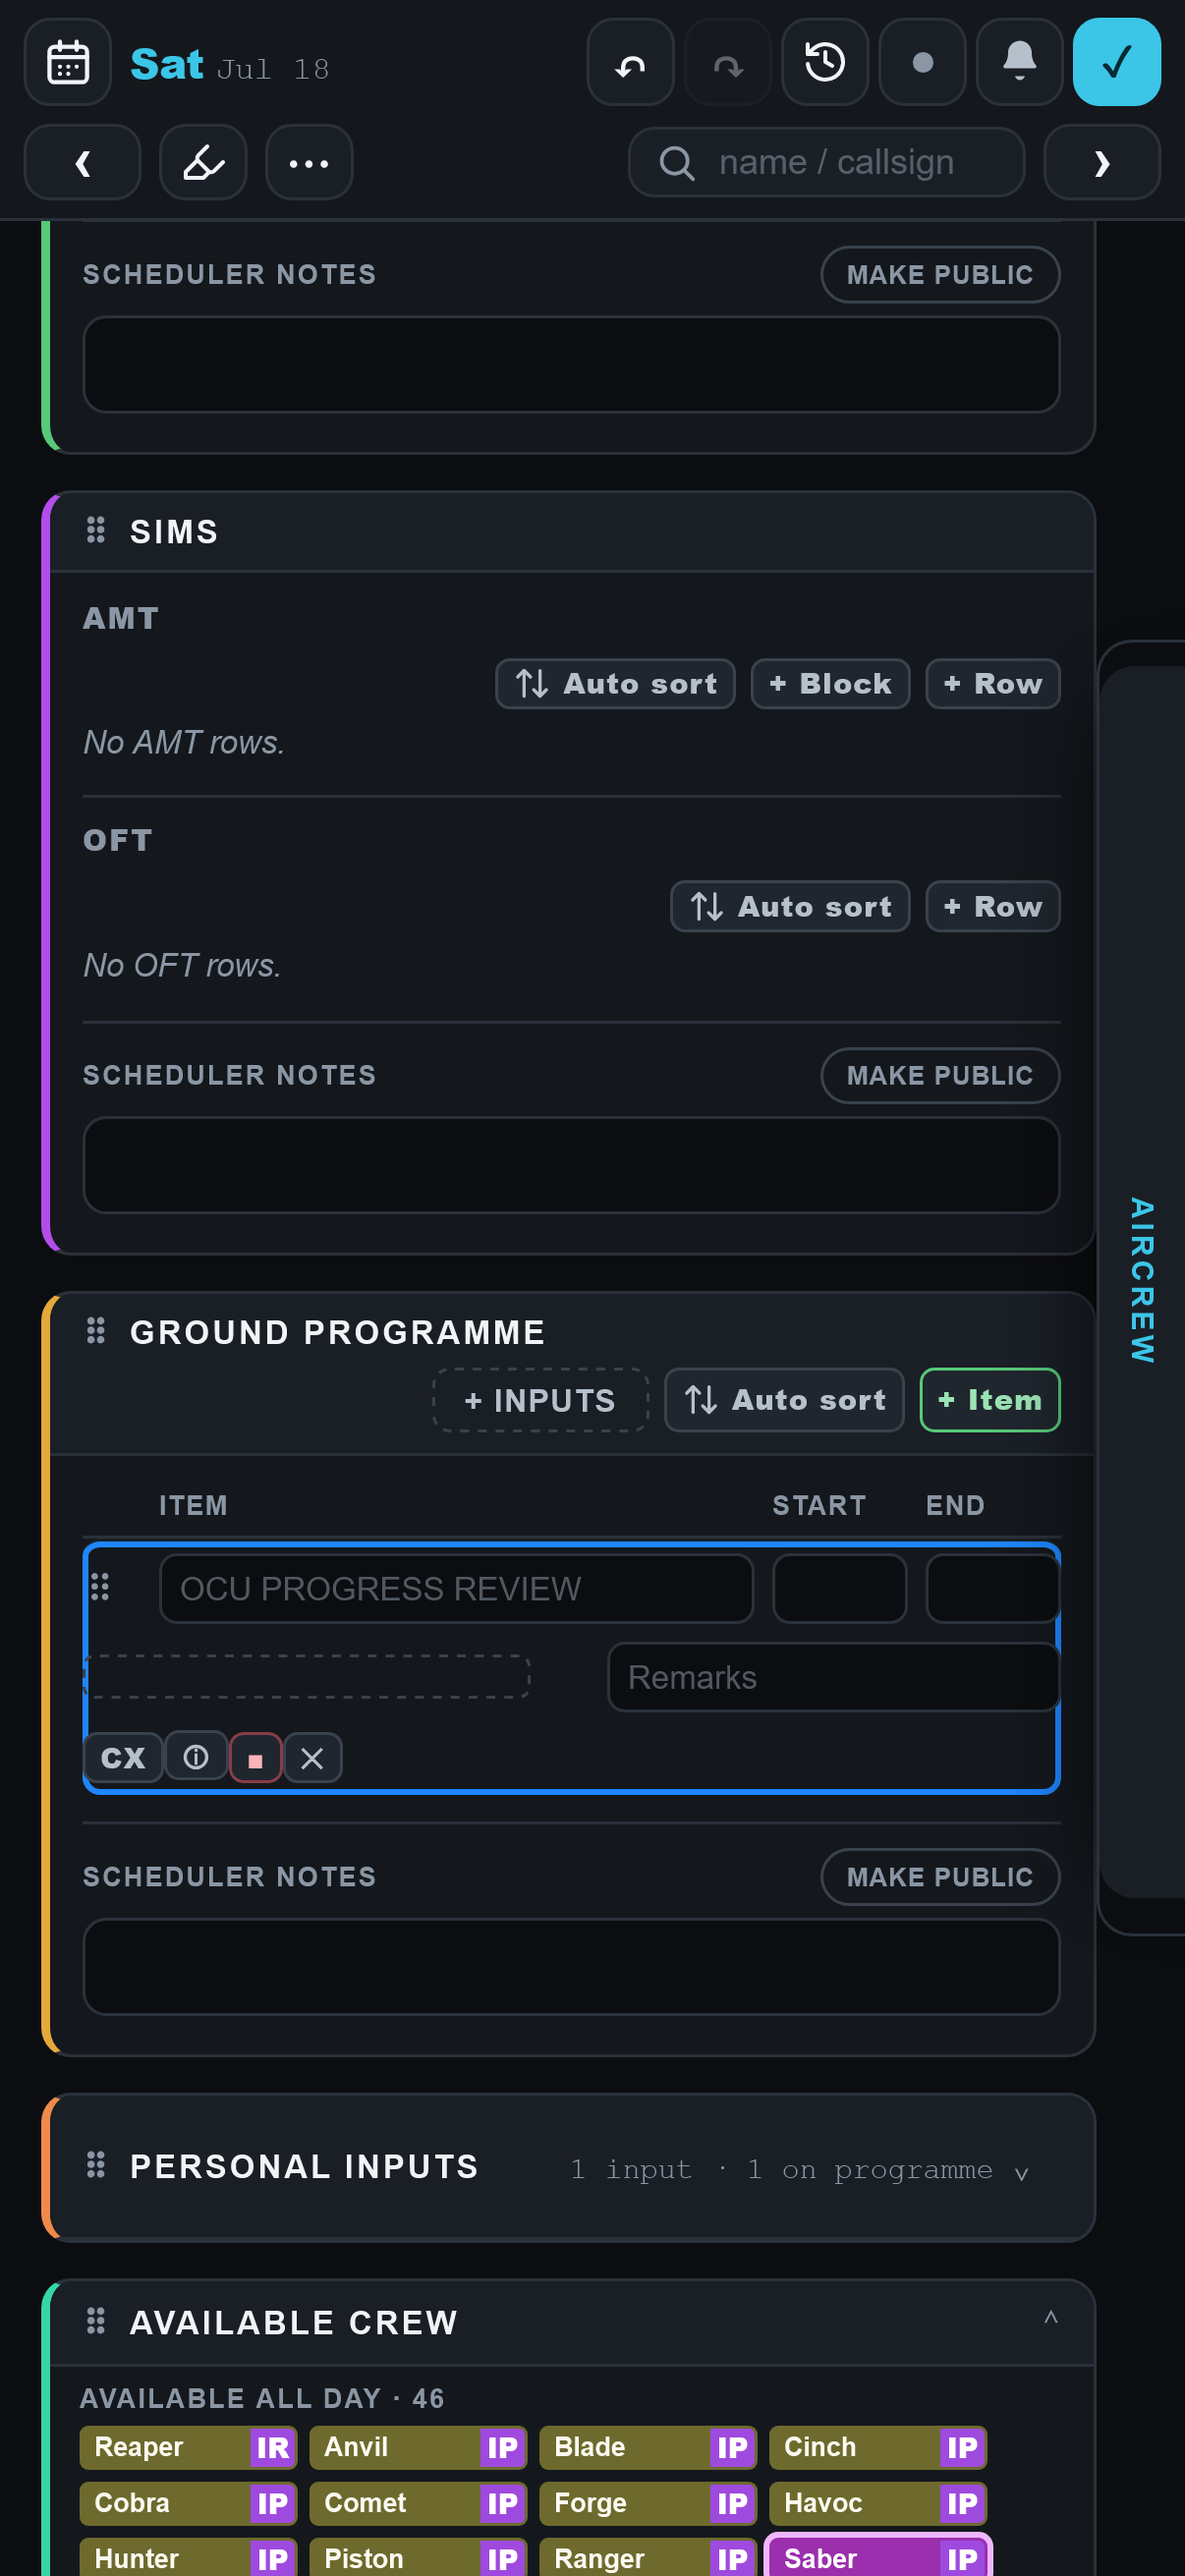 Sat Jul 18
name / callsign
SCHEDULER NOTES MAKE PUBLIC
SIMS
AMT
Auto sort + Block + Row
No AMT rows.
OFT
Auto sort + Row
No OFT rows.
SCHEDULER NOTES MAKE PUBLIC
AIRCREW
GROUND PROGRAMME
+ INPUTS Auto sort + Item
ITEM START END
OCU PROGRESS REVIEW
Remarks
CX
SCHEDULER NOTES MAKE PUBLIC
PERSONAL INPUTS 1 input · 1 on programme
AVAILABLE CREW
AVAILABLE ALL DAY · 46
Reaper IR Anvil IP Blade IP Cinch IP
Cobra IP Comet IP Forge IP Havoc IP
Hunter IP Piston IP Ranger IP Saber IP